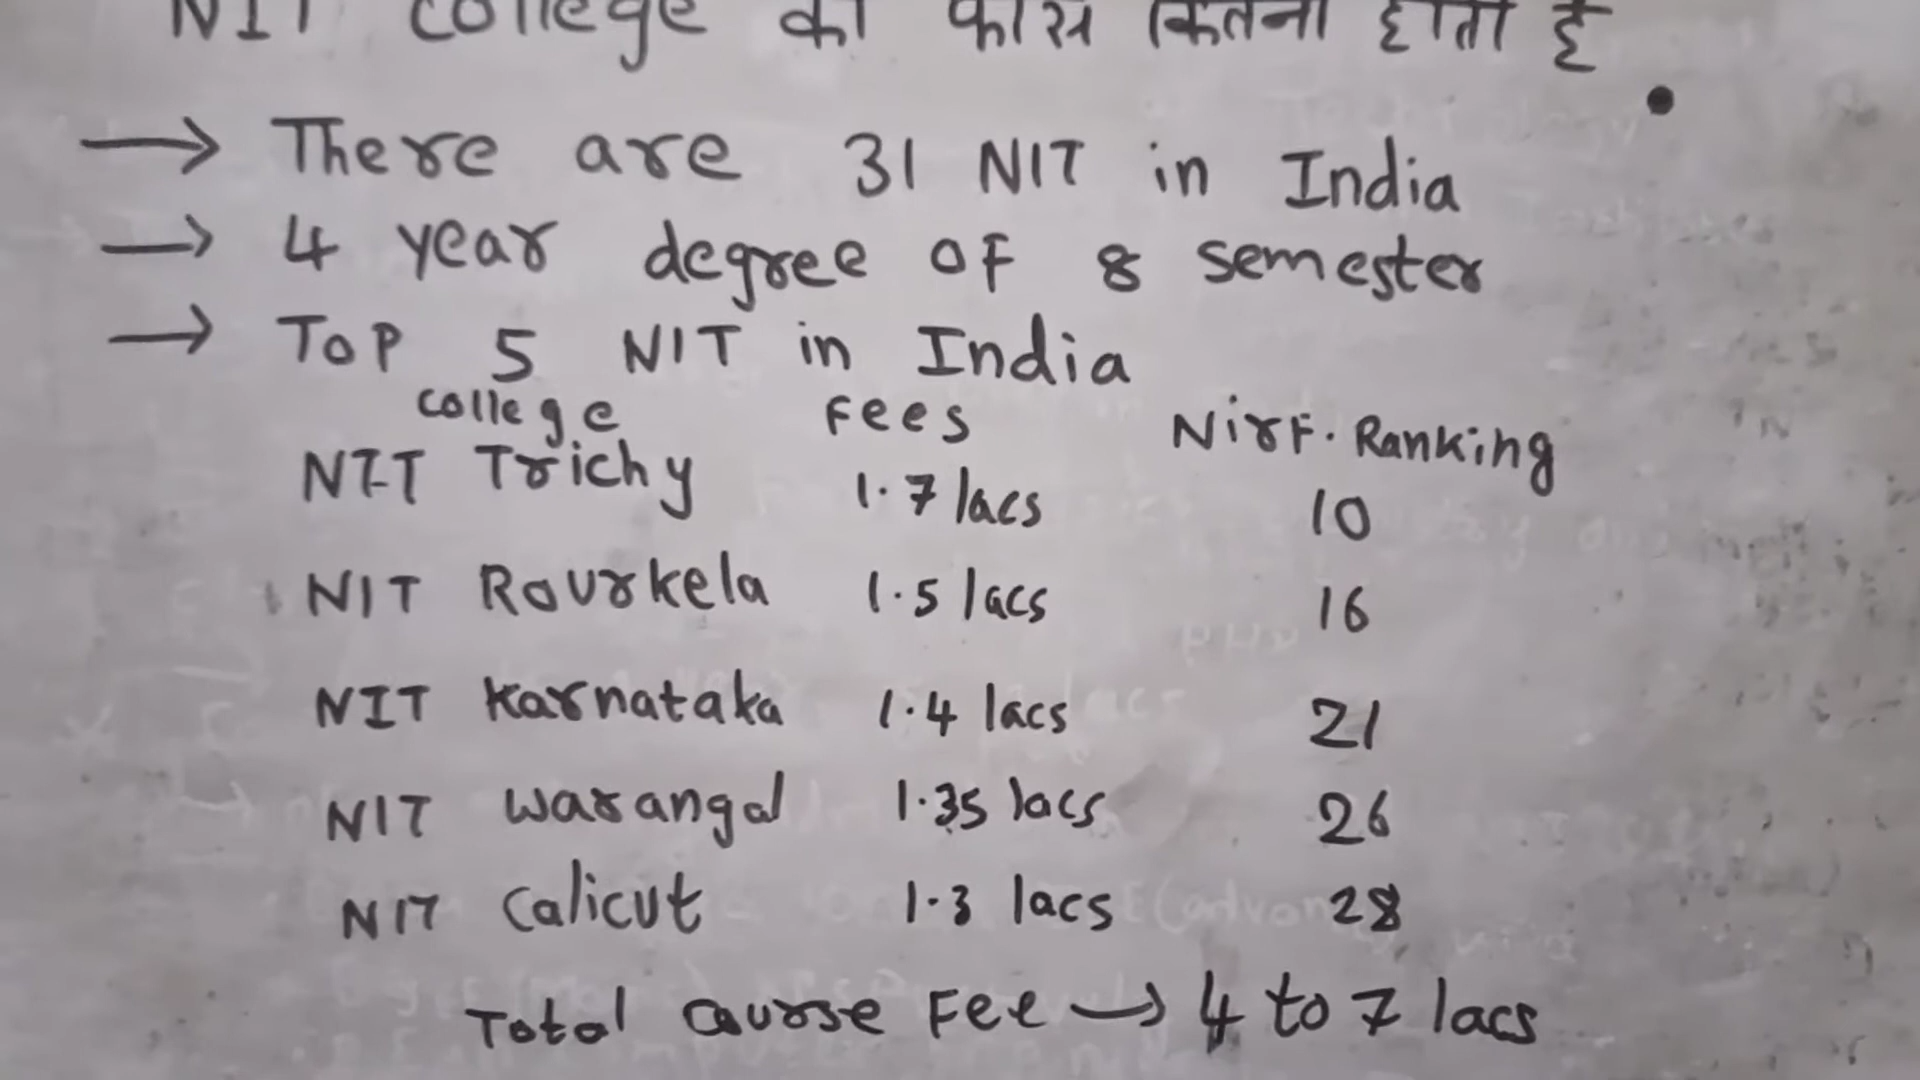 NIT college की फीस कितनी होती है
→ There are 31 NIT in India
→ 4 year degree of 8 semester
→ Top 5 NIT in India
college Fees Nirf. Ranking
NIT Trichy 1.7 lacs 10
NIT Rourkela 1.5 lacs 16
NIT Karnataka 1.4 lacs 21
NIT Warangal 1.35 lacs 26
NIT Calicut 1.3 lacs 28
Total course Fee → 4 to 7 lacs